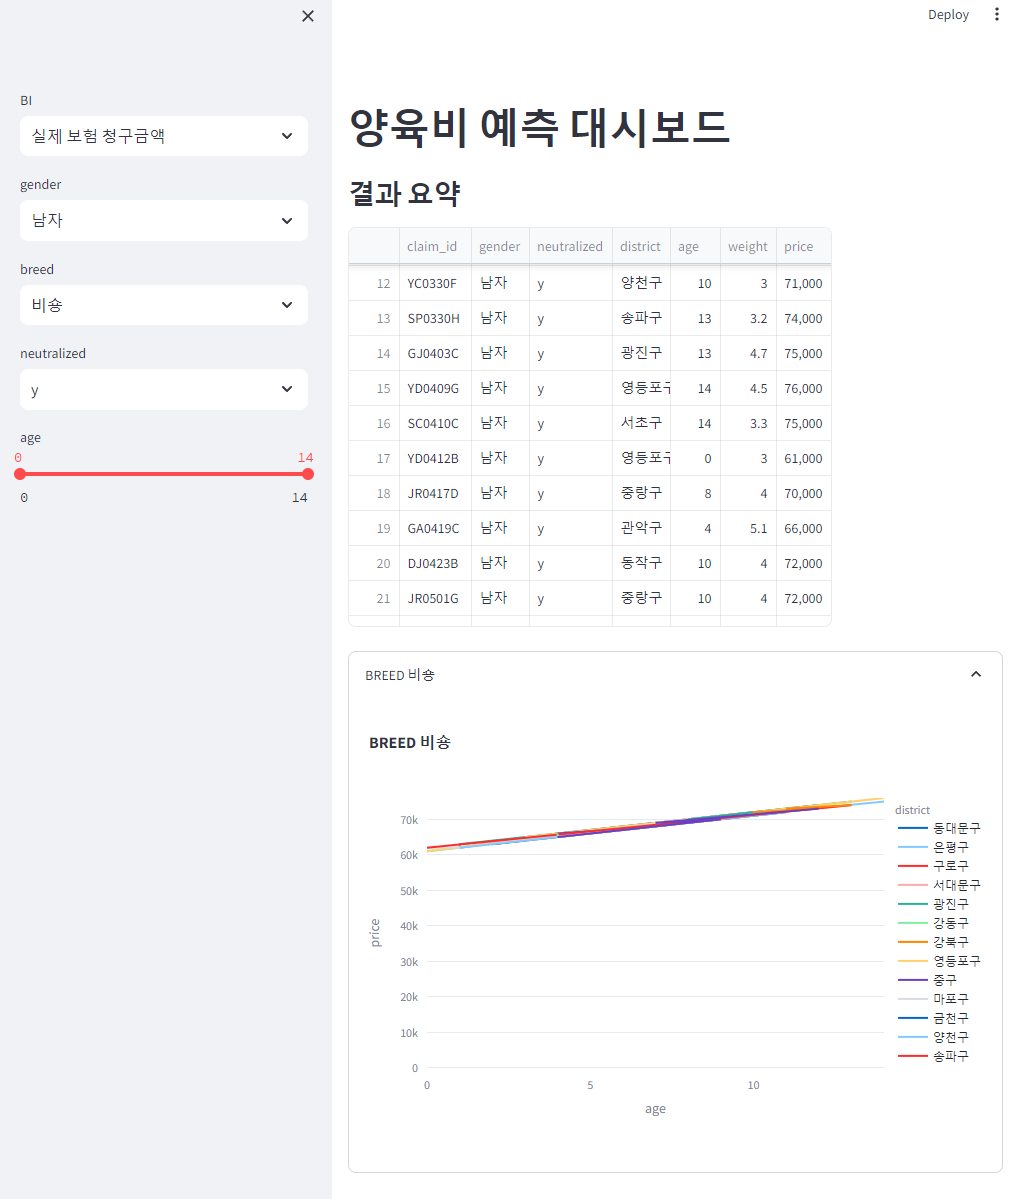 Deploy
BI
실제 보험 청구금액
gender
남자
breed
비숑
neutralized
y
age
0 14
0 14
양육비 예측 대시보드
결과 요약
claim_id gender neutralized district age weight price
12 YC0330F 남자 y 양천구 10 3 71,000
13 SP0330H 남자 y 송파구 13 3.2 74,000
14 GJ0403C 남자 y 광진구 13 4.7 75,000
15 YD0409G 남자 y 영등포구 14 4.5 76,000
16 SC0410C 남자 y 서초구 14 3.3 75,000
17 YD0412B 남자 y 영등포구 0 3 61,000
18 JR0417D 남자 y 중랑구 8 4 70,000
19 GA0419C 남자 y 관악구 4 5.1 66,000
20 DJ0423B 남자 y 동작구 10 4 72,000
21 JR0501G 남자 y 중랑구 10 4 72,000
BREED 비숑
BREED 비숑
70k
60k
50k
40k
30k
20k
10k
0
price
0 5 10
age
district
동대문구
은평구
구로구
서대문구
광진구
강동구
강북구
영등포구
중구
마포구
금천구
양천구
송파구